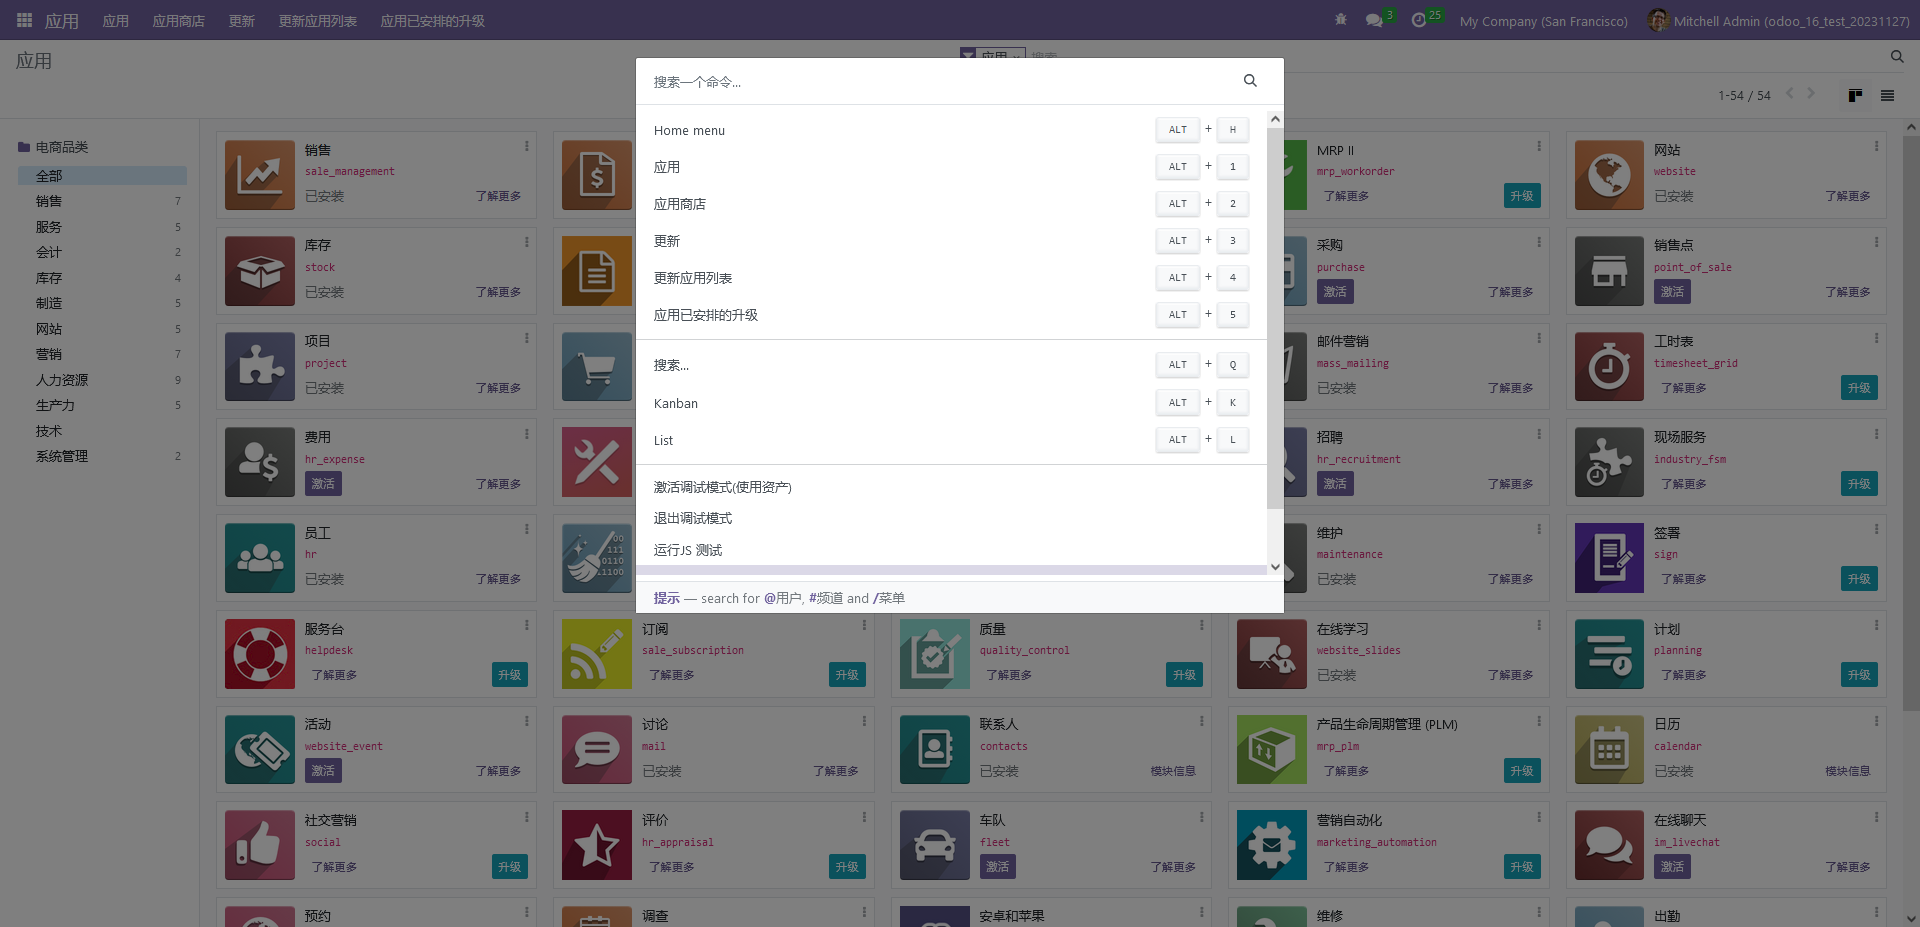 应用 应用 应用商店 更新 更新应用列表 应用已安排的升级 3 25 My Company (San Francisco) Mitchell Admin (odoo_16_test_20231127)
应用
应用 × 搜索...
1-54 / 54
搜索一个命令...
Home menu ALT + H
应用 ALT + 1
应用商店 ALT + 2
更新 ALT + 3
更新应用列表 ALT + 4
应用已安排的升级 ALT + 5
搜索... ALT + Q
Kanban ALT + K
List ALT + L
激活调试模式(使用资产)
退出调试模式
运行JS 测试
提示 — search for @用户, #频道 and /菜单
电商品类
全部
销售 7
服务 5
会计 2
库存 4
制造 5
网站 5
营销 7
人力资源 9
生产力 5
技术
系统管理 2
销售
sale_management
已安装 了解更多
MRP II
mrp_workorder
了解更多 升级
网站
website
已安装 了解更多
库存
stock
已安装 了解更多
采购
purchase
激活 了解更多
销售点
point_of_sale
激活 了解更多
项目
project
已安装 了解更多
邮件营销
mass_mailing
已安装 了解更多
工时表
timesheet_grid
了解更多 升级
费用
hr_expense
激活 了解更多
招聘
hr_recruitment
激活 了解更多
现场服务
industry_fsm
了解更多 升级
员工
hr
已安装 了解更多
00
111
0110
1100
维护
maintenance
已安装 了解更多
签署
sign
了解更多 升级
服务台
helpdesk
了解更多 升级
订阅
sale_subscription
了解更多 升级
质量
quality_control
了解更多 升级
在线学习
website_slides
已安装 了解更多
计划
planning
了解更多 升级
活动
website_event
激活 了解更多
讨论
mail
已安装 了解更多
联系人
contacts
已安装 模块信息
产品生命周期管理 (PLM)
mrp_plm
了解更多 升级
日历
calendar
已安装 模块信息
社交营销
social
了解更多 升级
评价
hr_appraisal
了解更多 升级
车队
fleet
激活 了解更多
营销自动化
marketing_automation
了解更多 升级
在线聊天
im_livechat
激活 了解更多
预约
调查
安卓和苹果
维修
出勤